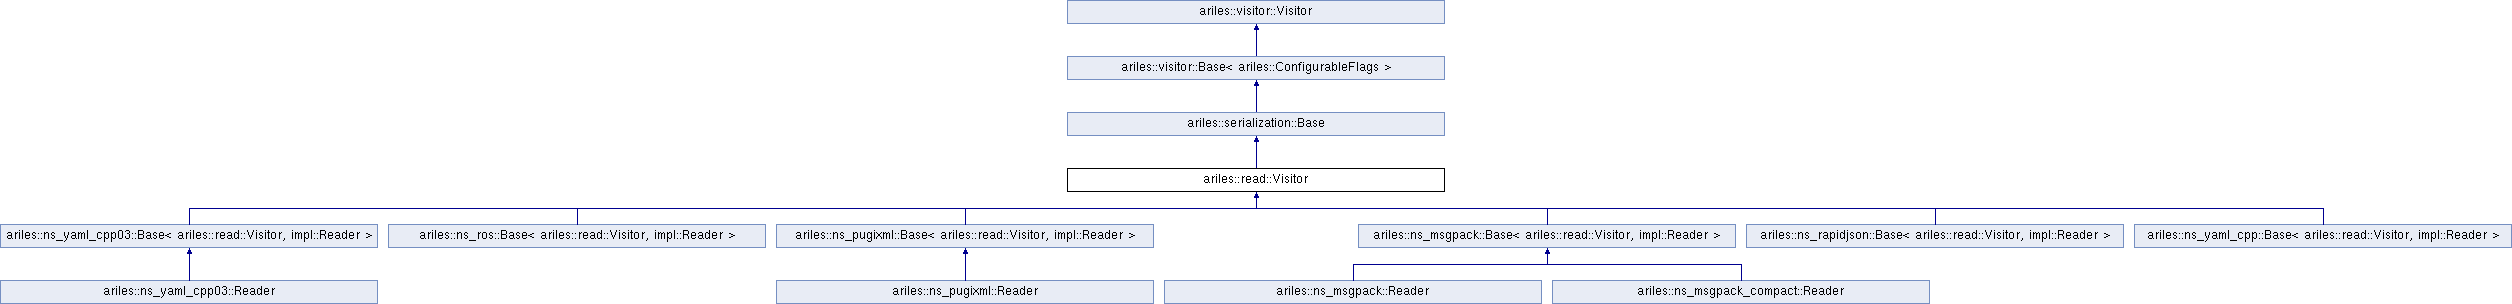 ariles::visitor::Visitor
ariles::visitor::Base< ariles::ConfigurableFlags >
ariles::serialization::Base
ariles::read::Visitor
ariles::ns_yaml_cpp03::Base< ariles::read::Visitor, impl::Reader >
ariles::ns_ros::Base< ariles::read::Visitor, impl::Reader >
ariles::ns_pugixml::Base< ariles::read::Visitor, impl::Reader >
ariles::ns_msgpack::Base< ariles::read::Visitor, impl::Reader >
ariles::ns_rapidjson::Base< ariles::read::Visitor, impl::Reader >
ariles::ns_yaml_cpp::Base< ariles::read::Visitor, impl::Reader >
ariles::ns_yaml_cpp03::Reader
ariles::ns_pugixml::Reader
ariles::ns_msgpack::Reader
ariles::ns_msgpack_compact::Reader